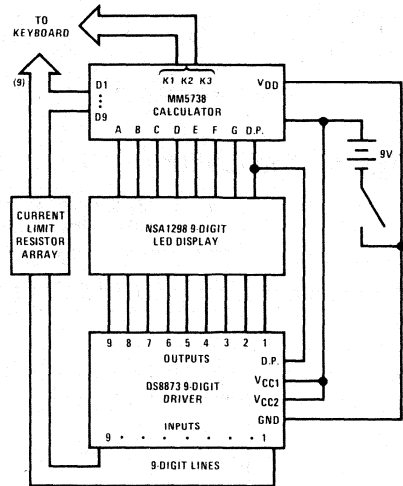 TO
KEYBOARD
(9)
K1 K2 K3
D1
D9
MM5738
CALCULATOR
VDD
A B C D E F G D.P.
9V
CURRENT
LIMIT
RESISTOR
ARRAY
NSA1298 9-DIGIT
LED DISPLAY
9 8 7 6 5 4 3 2 1
OUTPUTS
D.P.
DS8873 9-DIGIT
DRIVER
VCC1
VCC2
GND
INPUTS
9 . . . . . . . 1
9-DIGIT LINES